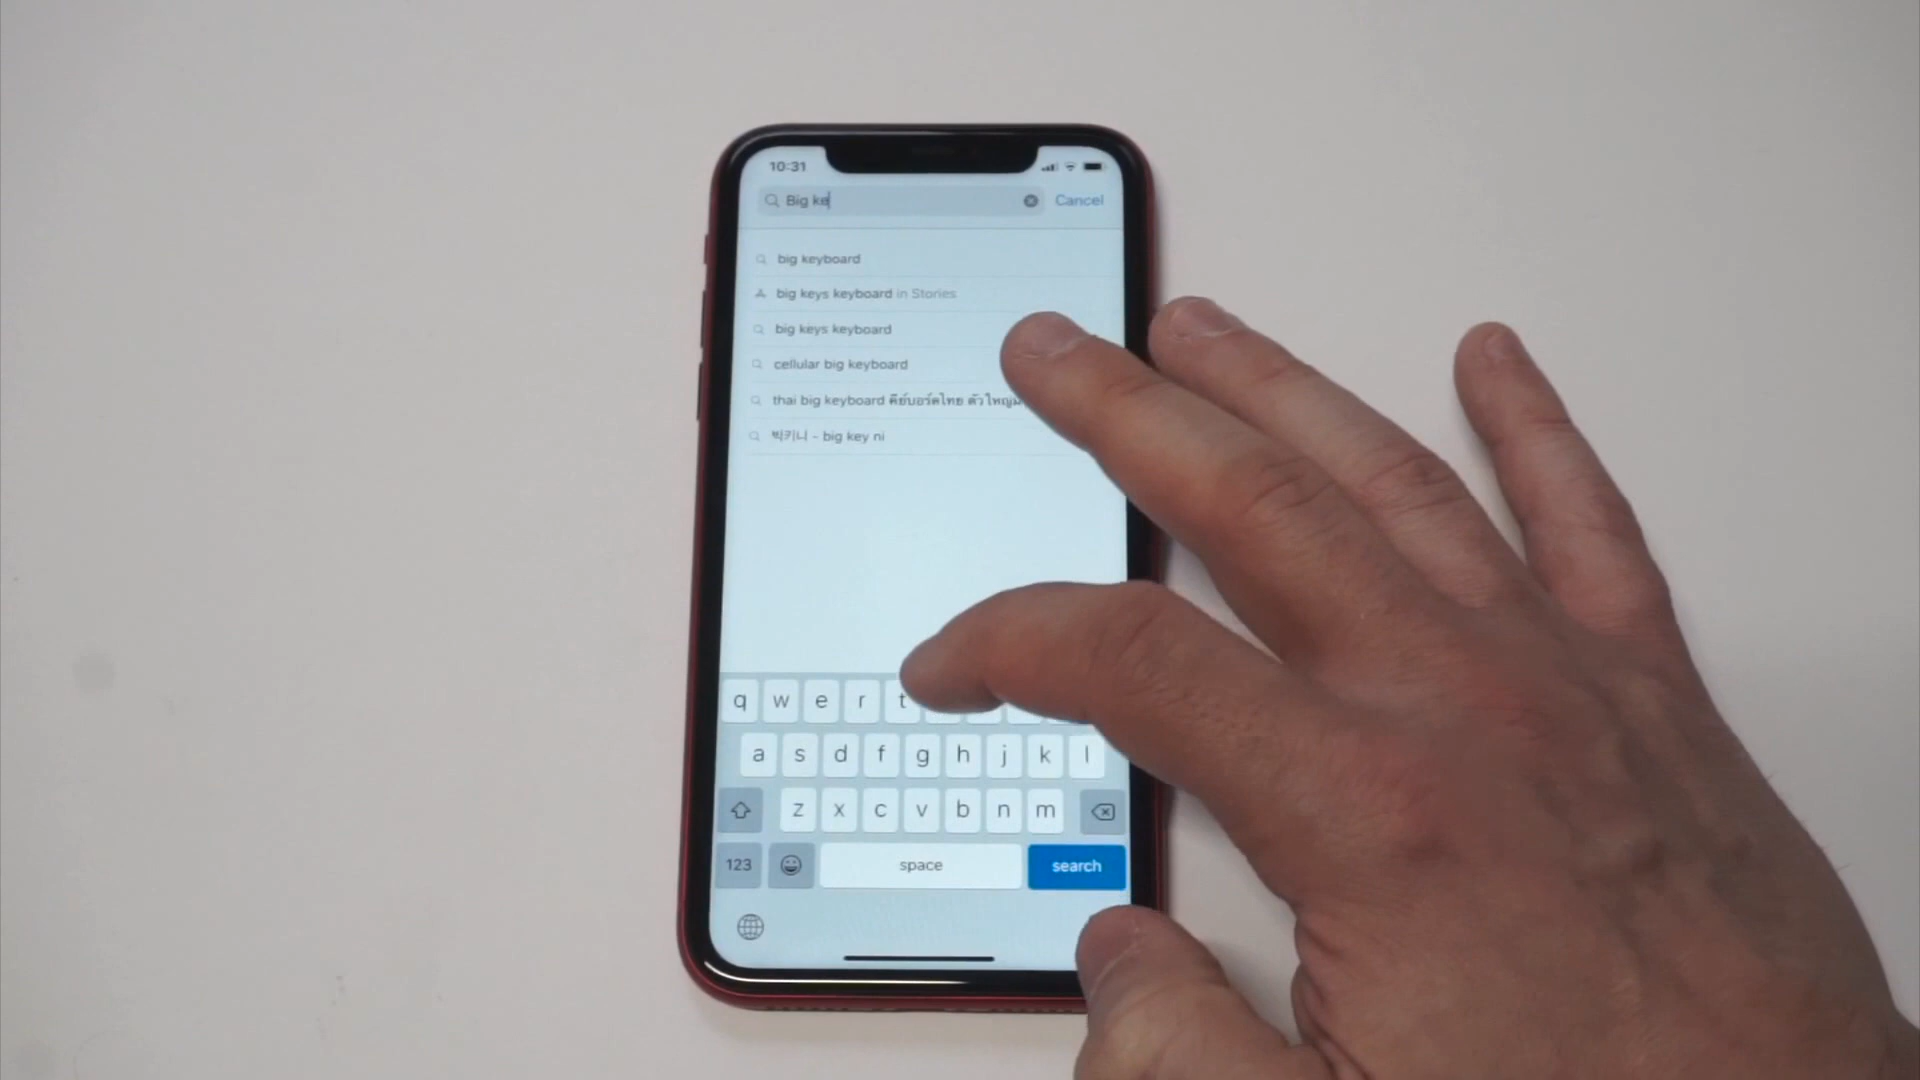 10:31
Big ke Cancel
big keyboard
big keys keyboard in Stories
big keys keyboard
cellular big keyboard
thai big keyboard คีย์บอร์ดไทย ตัวใหญ่
빅키니 - big key ni
q w e r t
a s d f g h j k l
z x c v b n m
123 space search